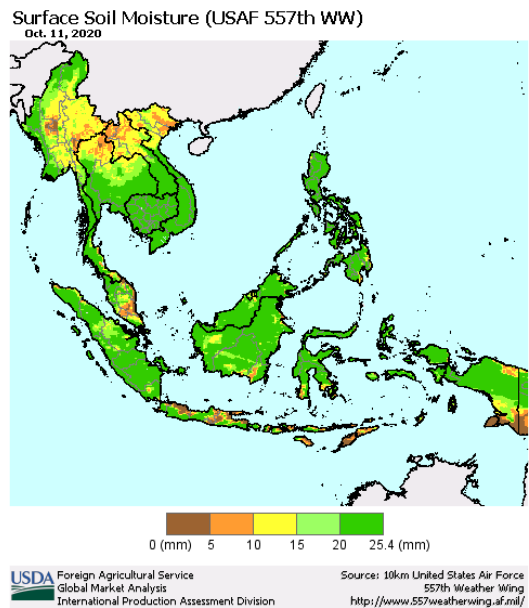 Surface Soil Moisture (USAF 557th WW)
Oct. 11, 2020
0 (mm) 5 10 15 20 25.4 (mm)
USDA Foreign Agricultural Service
Global Market Analysis
International Production Assessment Division
Source: 10km United States Air Force
557th Weather Wing
http://www.557weatherwing.af.mil/